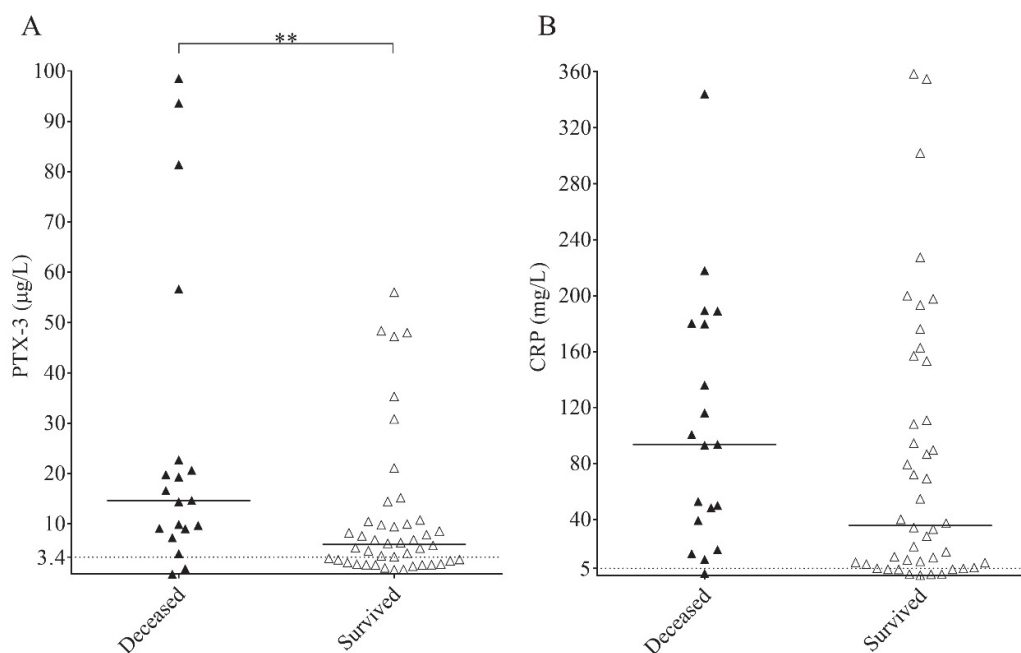 A
**
PTX-3 (μg/L)
100
90
80
70
60
50
40
30
20
10
3.4
Deceased
Survived
B
CRP (mg/L)
360
320
280
240
200
160
120
80
40
5
Deceased
Survived